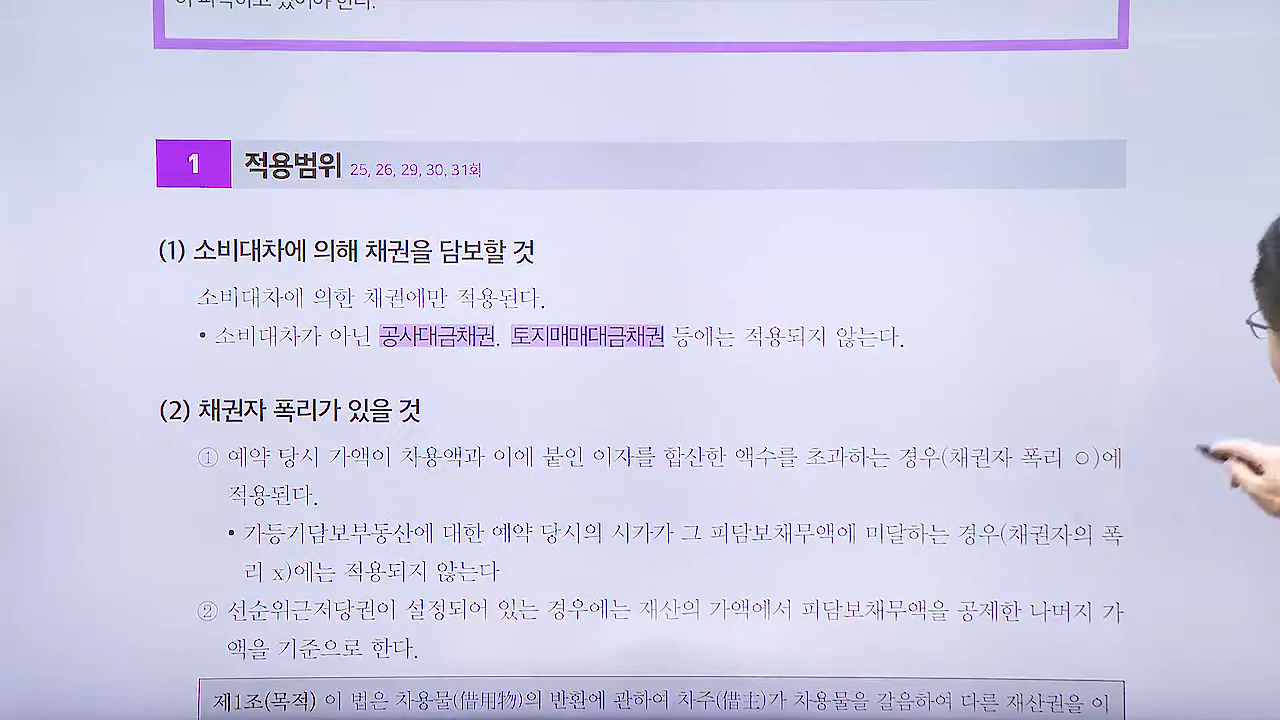 있어야 한다.
1 적용범위 25, 26, 29, 30, 31회
(1) 소비대차에 의해 채권을 담보할 것
소비대차에 의한 채권에만 적용된다.
• 소비대차가 아닌 공사대금채권, 토지매매대금채권 등에는 적용되지 않는다.
(2) 채권자 폭리가 있을 것
① 예약 당시 가액이 차용액과 이에 붙인 이자를 합산한 액수를 초과하는 경우(채권자 폭리 ○)에
적용된다.
• 가등기담보부동산에 대한 예약 당시의 시가가 그 피담보채무액에 미달하는 경우(채권자의 폭
리 x)에는 적용되지 않는다
② 선순위근저당권이 설정되어 있는 경우에는 재산의 가액에서 피담보채무액을 공제한 나머지 가
액을 기준으로 한다.
제1조(목적) 이 법은 차용물(借用物)의 반환에 관하여 차주(借主)가 차용물을 갈음하여 다른 재산권을 이